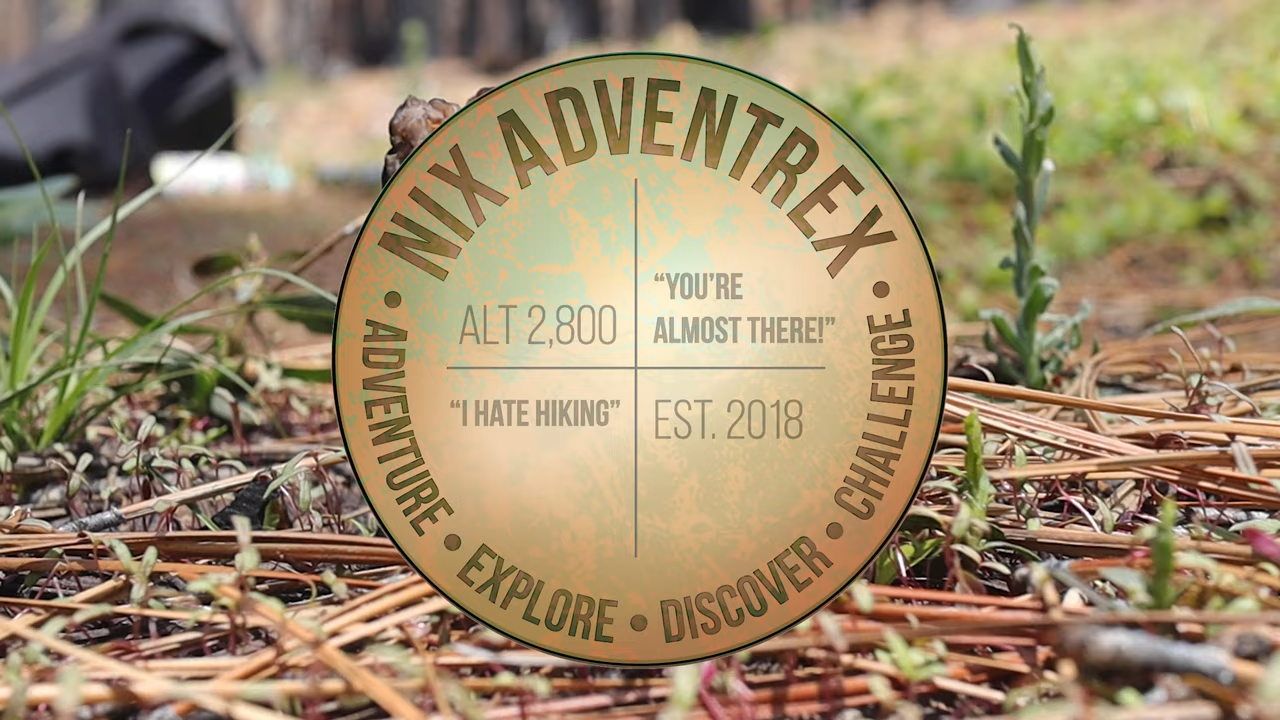 NIX ADVENTREX
ALT 2,800
“YOU’RE
ALMOST THERE!”
“I HATE HIKING”
EST. 2018
• ADVENTURE • EXPLORE • DISCOVER • CHALLENGE •